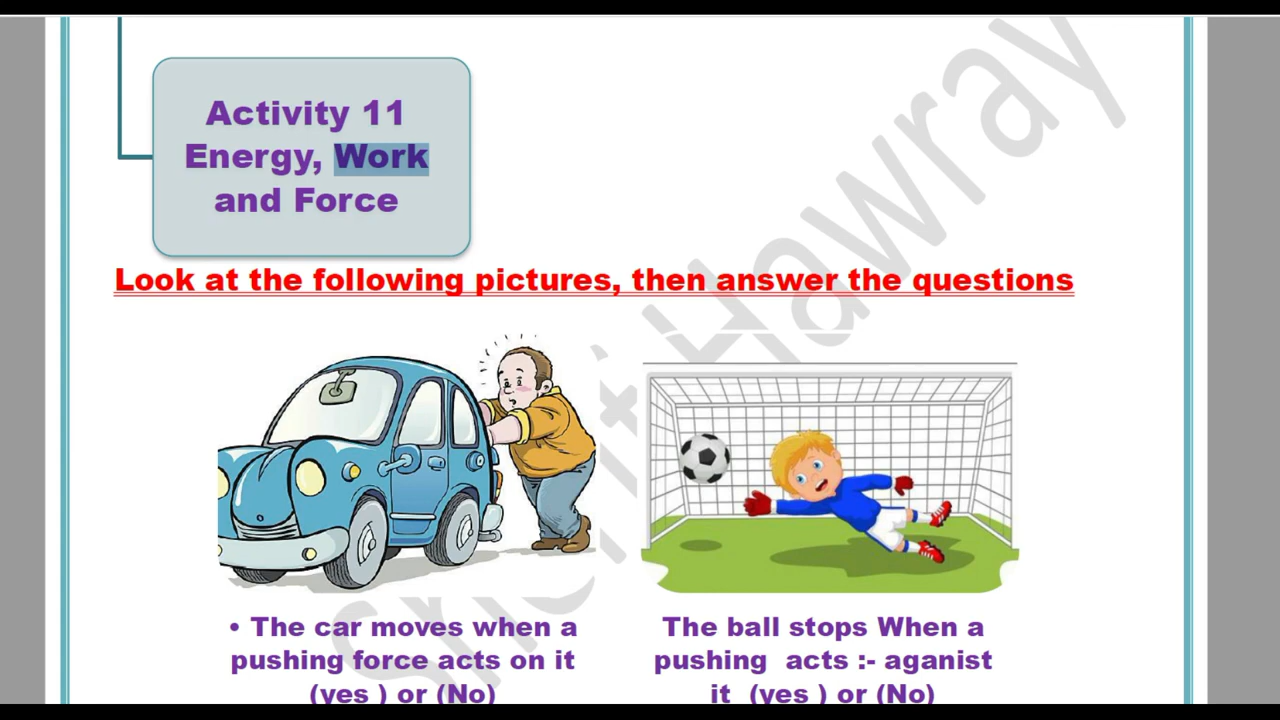 Activity 11
Energy, Work
and Force
Look at the following pictures, then answer the questions
• The car moves when a
pushing force acts on it
(yes ) or (No)
The ball stops When a
pushing  acts :- aganist
it  (yes ) or (No)
Hawray